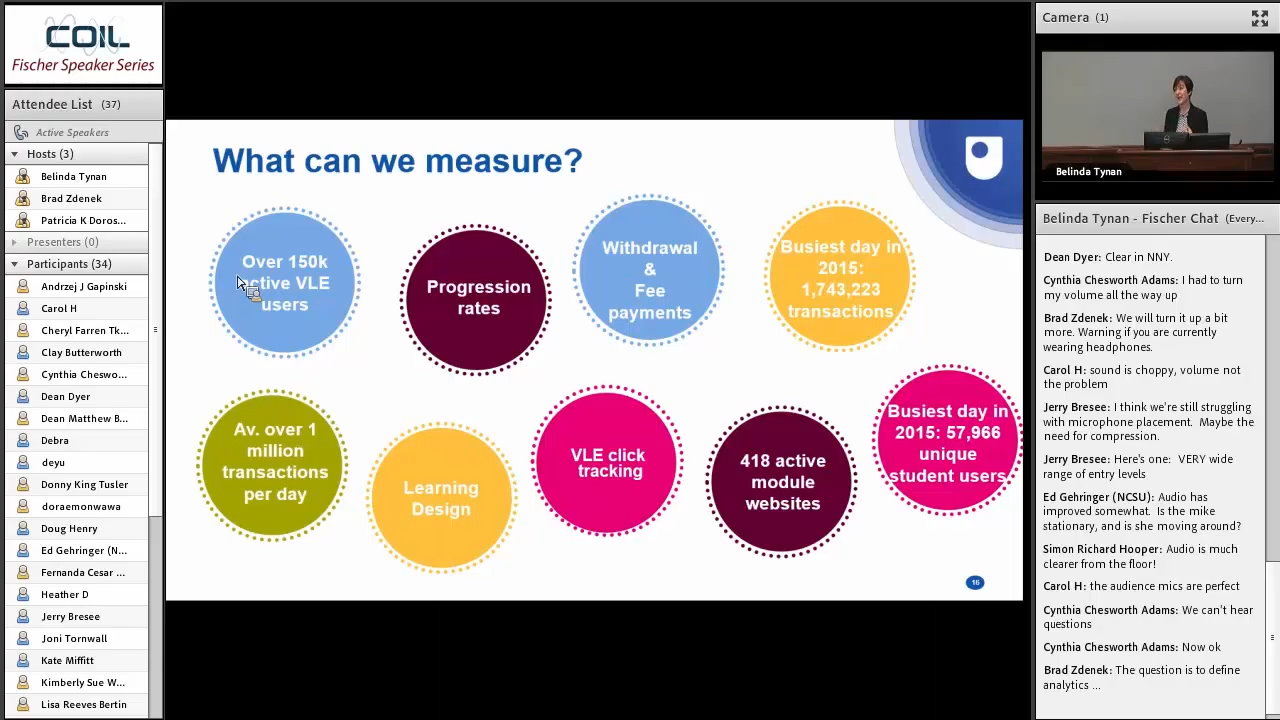 COIL
Fischer Speaker Series
Attendee List (37)
Active Speakers
Hosts (3)
Belinda Tynan
Brad Zdenek
Patricia K Doros...
Presenters (0)
Participants (34)
Andrzej J Gapinski
Carol H
Cheryl Farren Tk...
Clay Butterworth
Cynthia Cheswo...
Dean Dyer
Dean Matthew B...
Debra
deyu
Donny King Tusler
doraemonwawa
Doug Henry
Ed Gehringer (N...
Fernanda Cesar ...
Heather D
Jerry Bresee
Joni Tornwall
Kate Miffitt
Kimberly Sue W...
Lisa Reeves Bertin
What can we measure?
Over 150k
active VLE
users
Progression
rates
Withdrawal
&
Fee
payments
Busiest day in
2015:
1,743,223
transactions
Av. over 1
million
transactions
per day
Learning
Design
VLE click
tracking
418 active
module
websites
Busiest day in
2015: 57,966
unique
student users
16
Camera (1)
Belinda Tynan
Belinda Tynan - Fischer Chat (Every...
Dean Dyer: Clear in NNY.
Cynthia Chesworth Adams: I had to
turn my volume all the way up
Brad Zdenek: We will turn it up a bit
more. Warning if you are currently
wearing headphones.
Carol H: sound is choppy, volume not
the problem
Jerry Bresee: I think we're still struggling
with microphone placement. Maybe the
need for compression.
Jerry Bresee: Here's one: VERY wide
range of entry levels
Ed Gehringer (NCSU): Audio has
improved somewhat. Is the mike
stationary, and is she moving around?
Simon Richard Hooper: Audio is much
clearer from the floor!
Carol H: the audience mics are perfect
Cynthia Chesworth Adams: We can't hear
questions
Cynthia Chesworth Adams: Now ok
Brad Zdenek: The question is to define
analytics ...